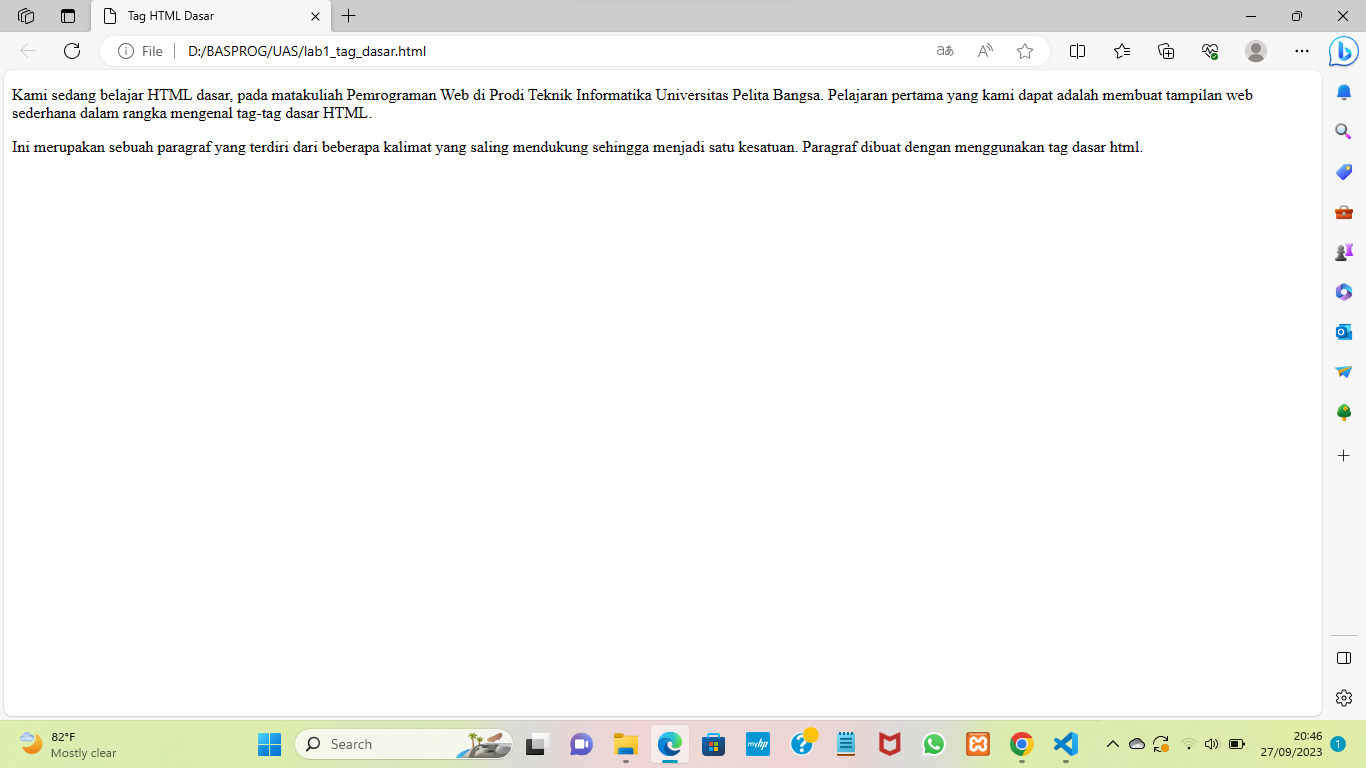 Tag HTML Dasar
File
D:/BASPROG/UAS/lab1_tag_dasar.html
aあ
A
Kami sedang belajar HTML dasar, pada matakuliah Pemrograman Web di Prodi Teknik Informatika Universitas Pelita Bangsa. Pelajaran pertama yang kami dapat adalah membuat tampilan web
sederhana dalam rangka mengenal tag-tag dasar HTML.
Ini merupakan sebuah paragraf yang terdiri dari beberapa kalimat yang saling mendukung sehingga menjadi satu kesatuan. Paragraf dibuat dengan menggunakan tag dasar html.
82°F
Mostly clear
Search
myhp
20:46
27/09/2023
1